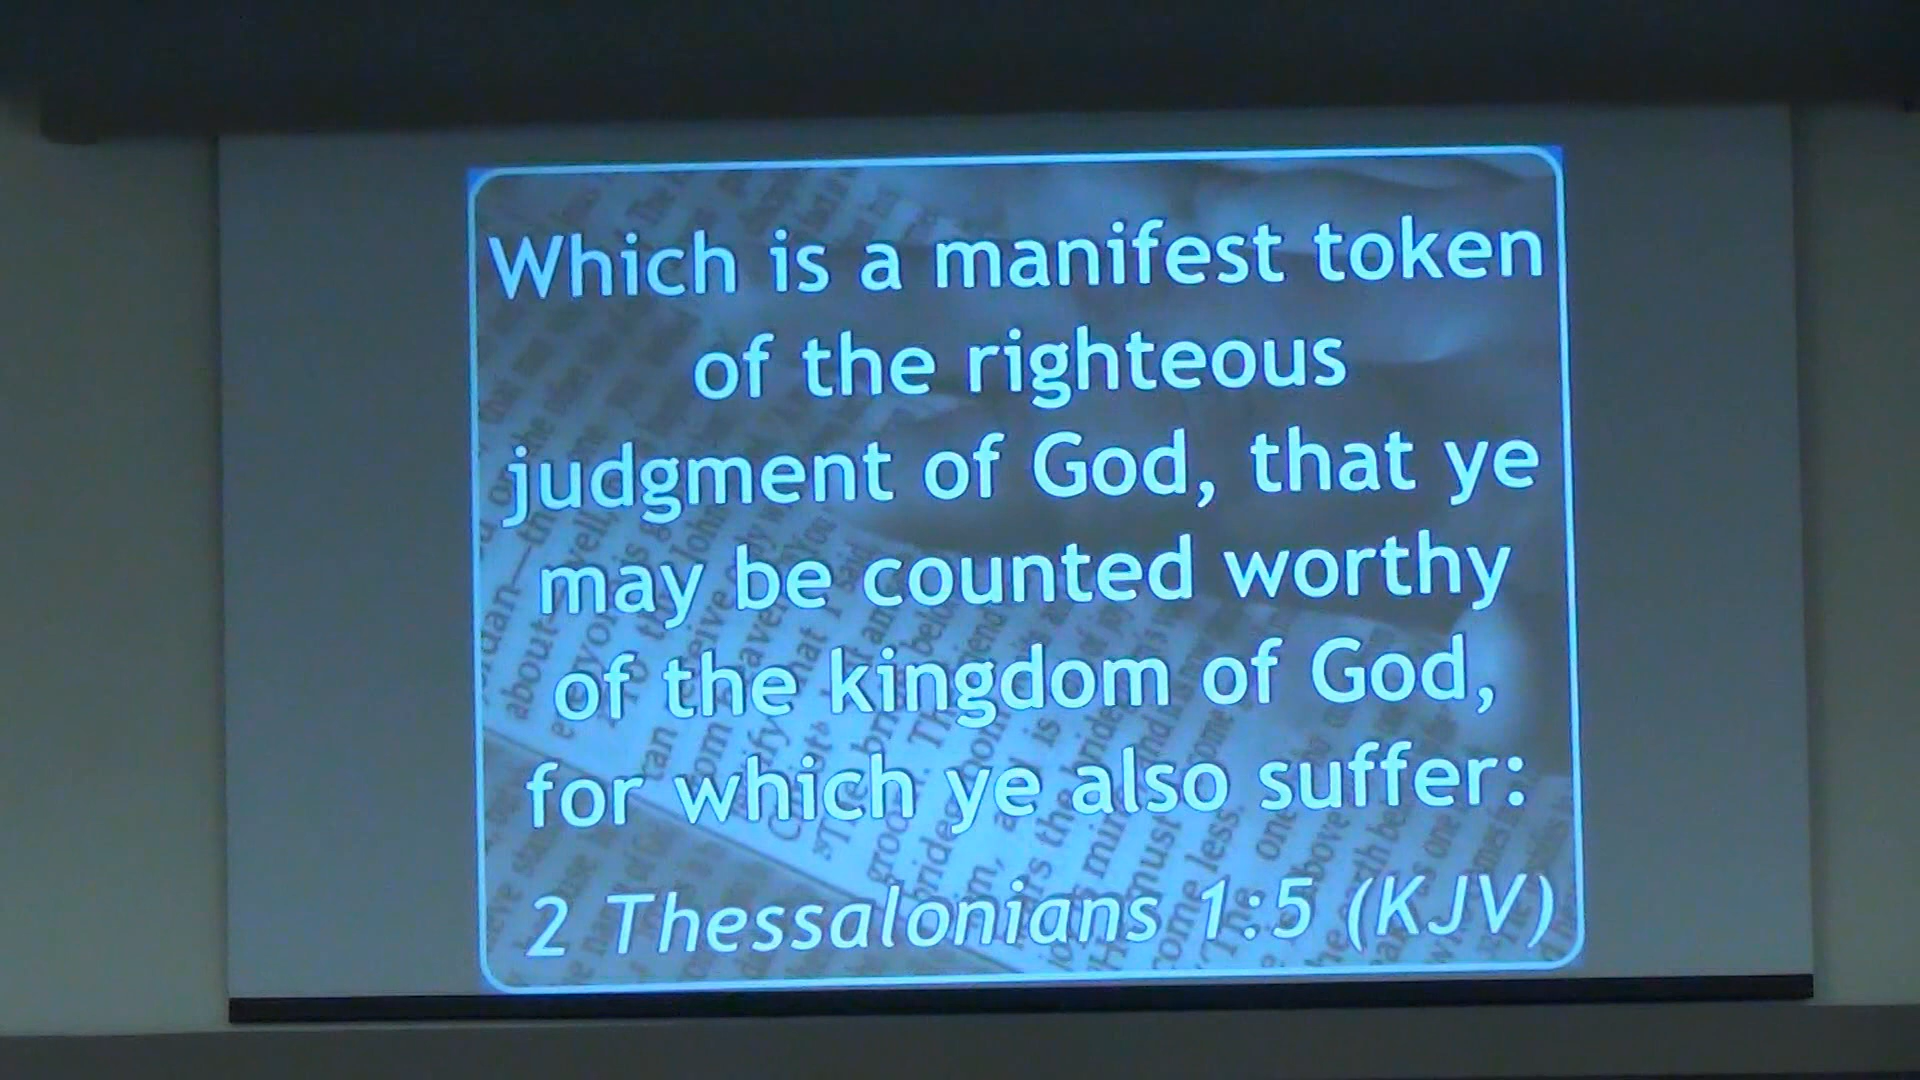 Which is a manifest token
of the righteous
judgment of God, that ye
may be counted worthy
of the kingdom of God,
for which ye also suffer:
2 Thessalonians 1:5 (KJV)